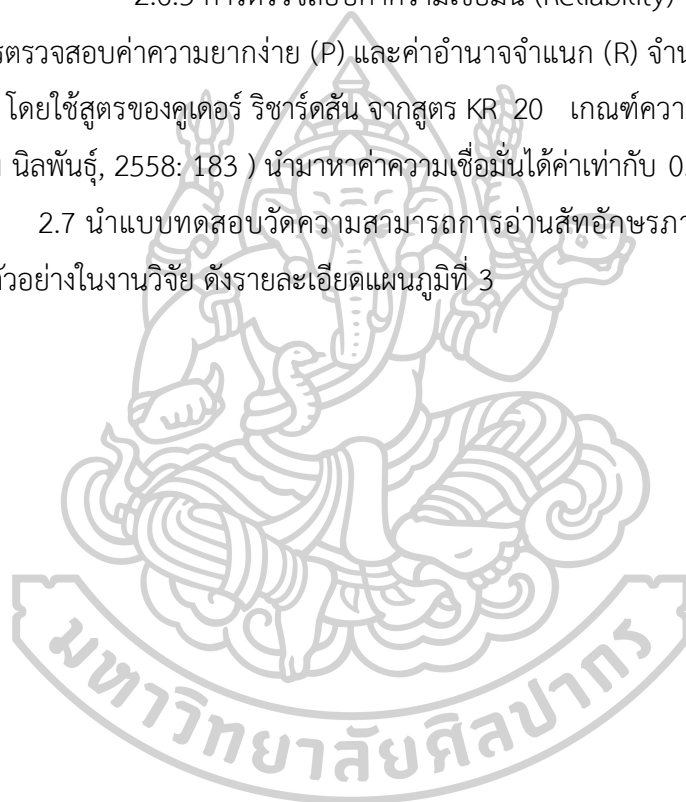 (Reliability)
ตรวจสอบค่าความยากง่าย (P) และค่าอำนาจจำแนก (R)
โดยใช้สูตรของคูเดอร์ ริชาร์ดสัน จากสูตร KR 20 เกณฑ์
นิลพันธุ์, 2558: 183 ) นำมาหาค่าความเชื่อมั่นได้ค่าเท่ากับ
2.7 นำแบบทดสอบวัดความสามารถการอ่านสัทอักษร
ตัวอย่างในงานวิจัย ดังรายละเอียดแผนภูมิที่ 3
มหาวิทยาลัยศิลปากร